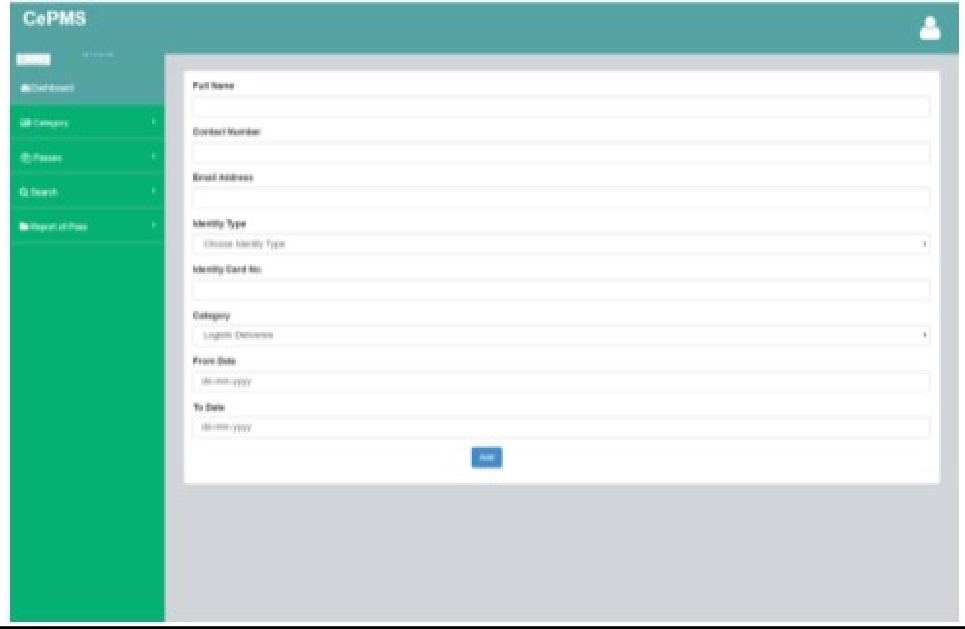 CePMS
Dashboard
Category
Passes
Search
Report of Pass
Full Name
Contact Number
Email Address
Identity Type
Choose Identity Type
Identity Card No.
Category
Logistic Deliveries
From Date
dd-mm-yyyy
To Date
dd-mm-yyyy
Add